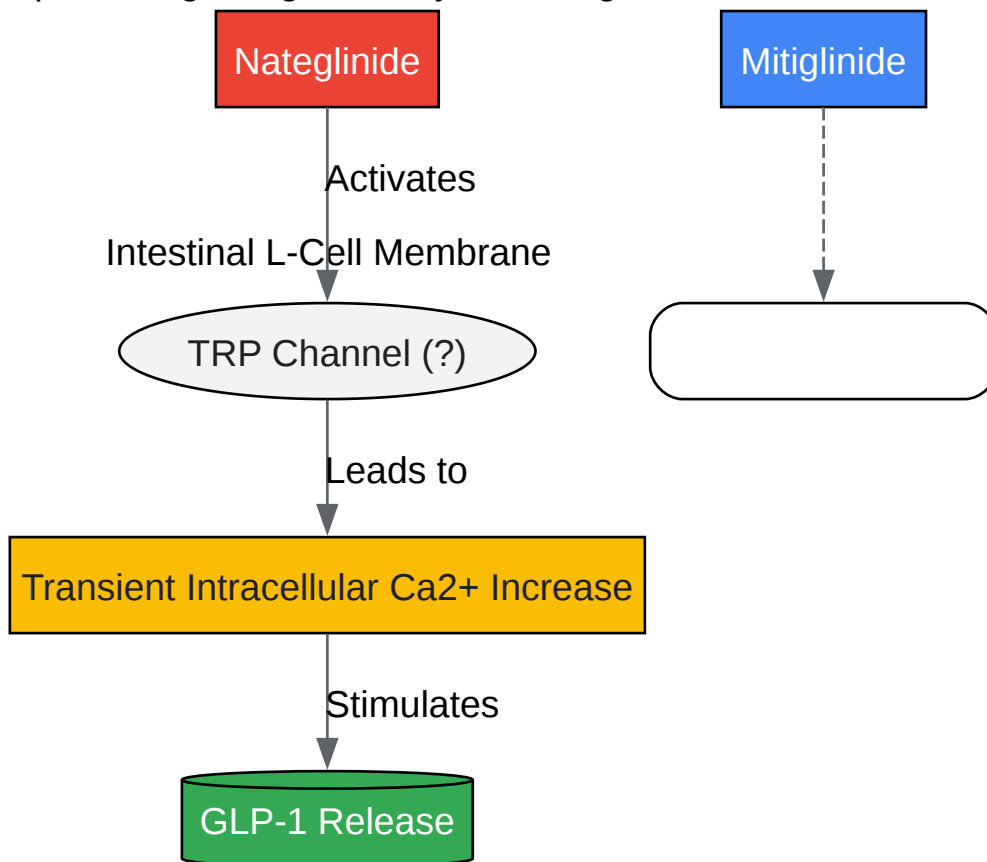 Nateglinide
Mitiglinide
Activates
Intestinal L-Cell Membrane
TRP Channel (?)
Leads to
Transient Intracellular Ca2+ Increase
Stimulates
GLP-1 Release